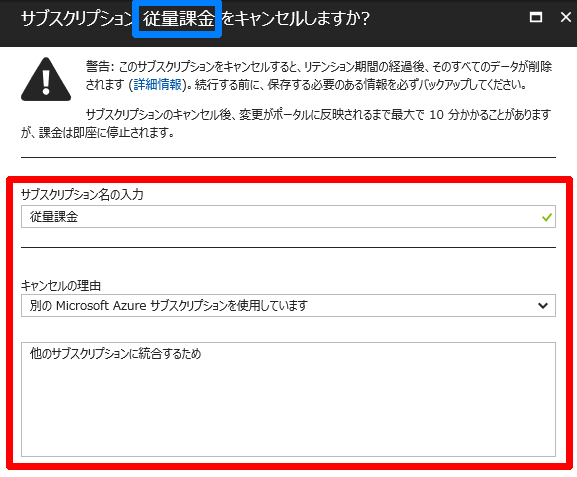 サブスクリプション 従量課金 をキャンセルしますか?
警告: このサブスクリプションをキャンセルすると、リテンション期間の経過後、そのすべてのデータが削除
されます (詳細情報)。続行する前に、保存する必要のある情報を必ずバックアップしてください。
サブスクリプションのキャンセル後、変更がポータルに反映されるまで最大で 10 分かかることがあります
が、課金は即座に停止されます。
サブスクリプション名の入力
従量課金
キャンセルの理由
別の Microsoft Azure サブスクリプションを使用しています
他のサブスクリプションに統合するため